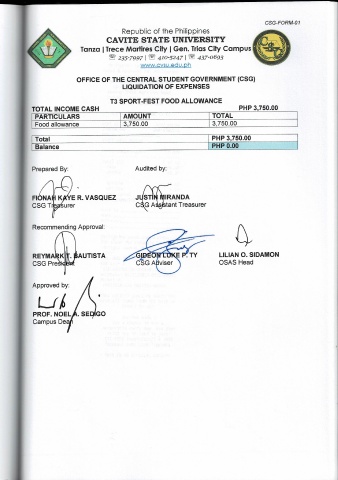 CSG-FORM-01
Republic of the Philippines
CAVITE STATE UNIVERSITY
Tanza | Trece Martires City | Gen. Trias City Campus
☏ 235-7997 | ☏ 410-5247 | ☏ 437-0693
www.cvsu.edu.ph
OFFICE OF THE CENTRAL STUDENT GOVERNMENT (CSG)
LIQUIDATION OF EXPENSES
T3 SPORT-FEST FOOD ALLOWANCE
TOTAL INCOME CASH PHP 3,750.00
PARTICULARS AMOUNT TOTAL
Food allowance 3,750.00 3,750.00
Total PHP 3,750.00
Balance PHP 0.00
Prepared By: Audited by:
FIONAH KAYE R. VASQUEZ JUSTIN MIRANDA
CSG Treasurer CSG Assistant Treasurer
Recommending Approval:
REYMARK T. BAUTISTA GIDEON LUKE P. TY LILIAN O. SIDAMON
CSG President CSG Advisor OSAS Head
Approved by:
PROF. NOEL A. SEDIGO
Campus Dean